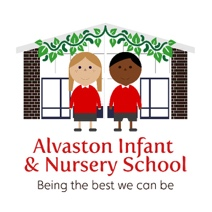 Alvaston Infant
& Nursery School
Being the best we can be